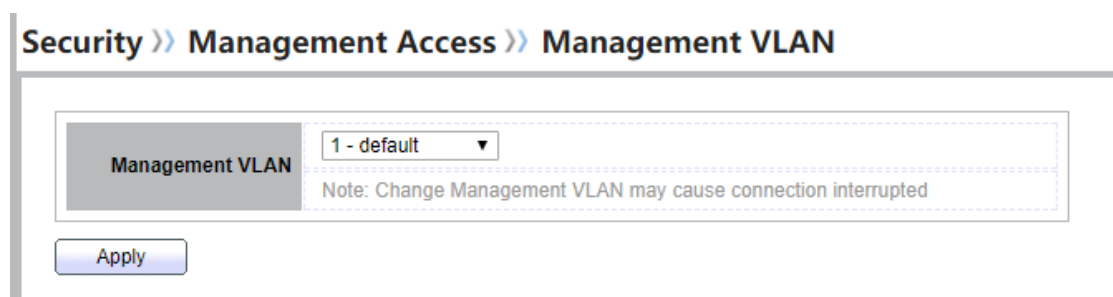 Security》Management Access》Management VLAN
Management VLAN
1 - default
Note: Change Management VLAN may cause connection interrupted
Apply